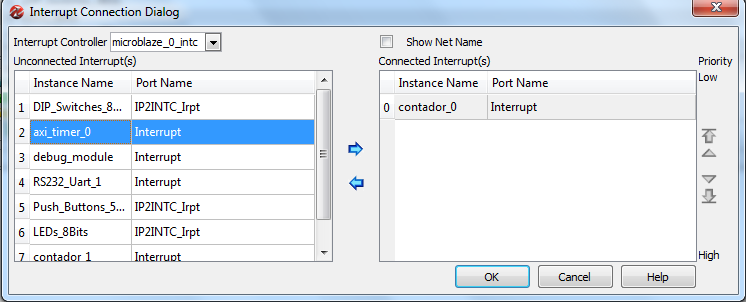 Interrupt Connection Dialog
Interrupt Controller microblaze_0_intc Show Net Name
Unconnected Interrupt(s) Connected Interrupt(s) Priority
Low
Instance Name Port Name Instance Name Port Name
1 DIP_Switches_8... IP2INTC_Irpt 0 contador_0 Interrupt
2 axi_timer_0 Interrupt
3 debug_module Interrupt
4 RS232_Uart_1 Interrupt
5 Push_Buttons_5... IP2INTC_Irpt
6 LEDs_8Bits IP2INTC_Irpt
7 contador_1 Interrupt High
OK Cancel Help